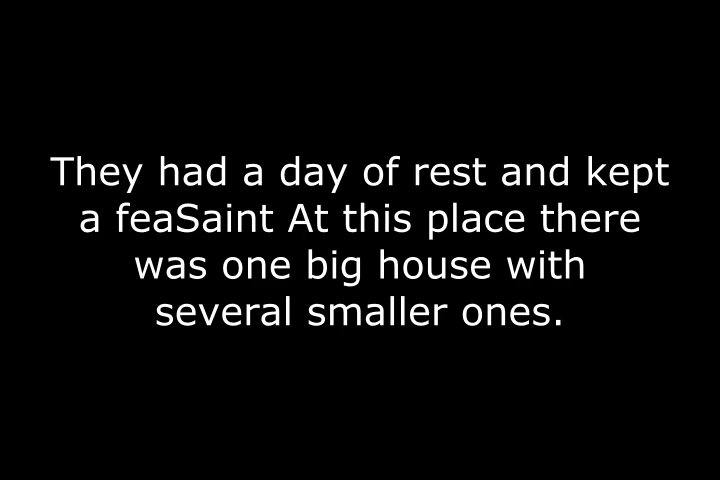 They had a day of rest and kept
a feaSaint At this place there
was one big house with
several smaller ones.